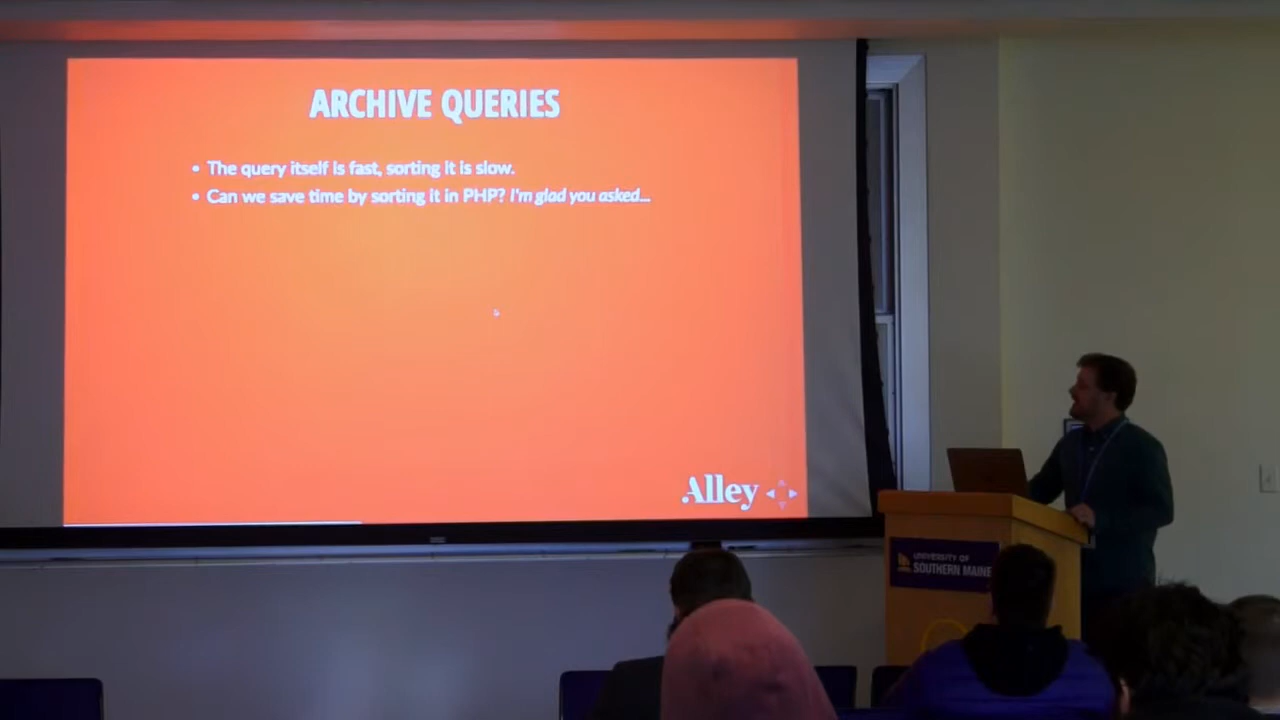 ARCHIVE QUERIES
• The query itself is fast, sorting it is slow.
• Can we save time by sorting it in PHP? I'm glad you asked...
Alley
UNIVERSITY OF
SOUTHERN MAINE